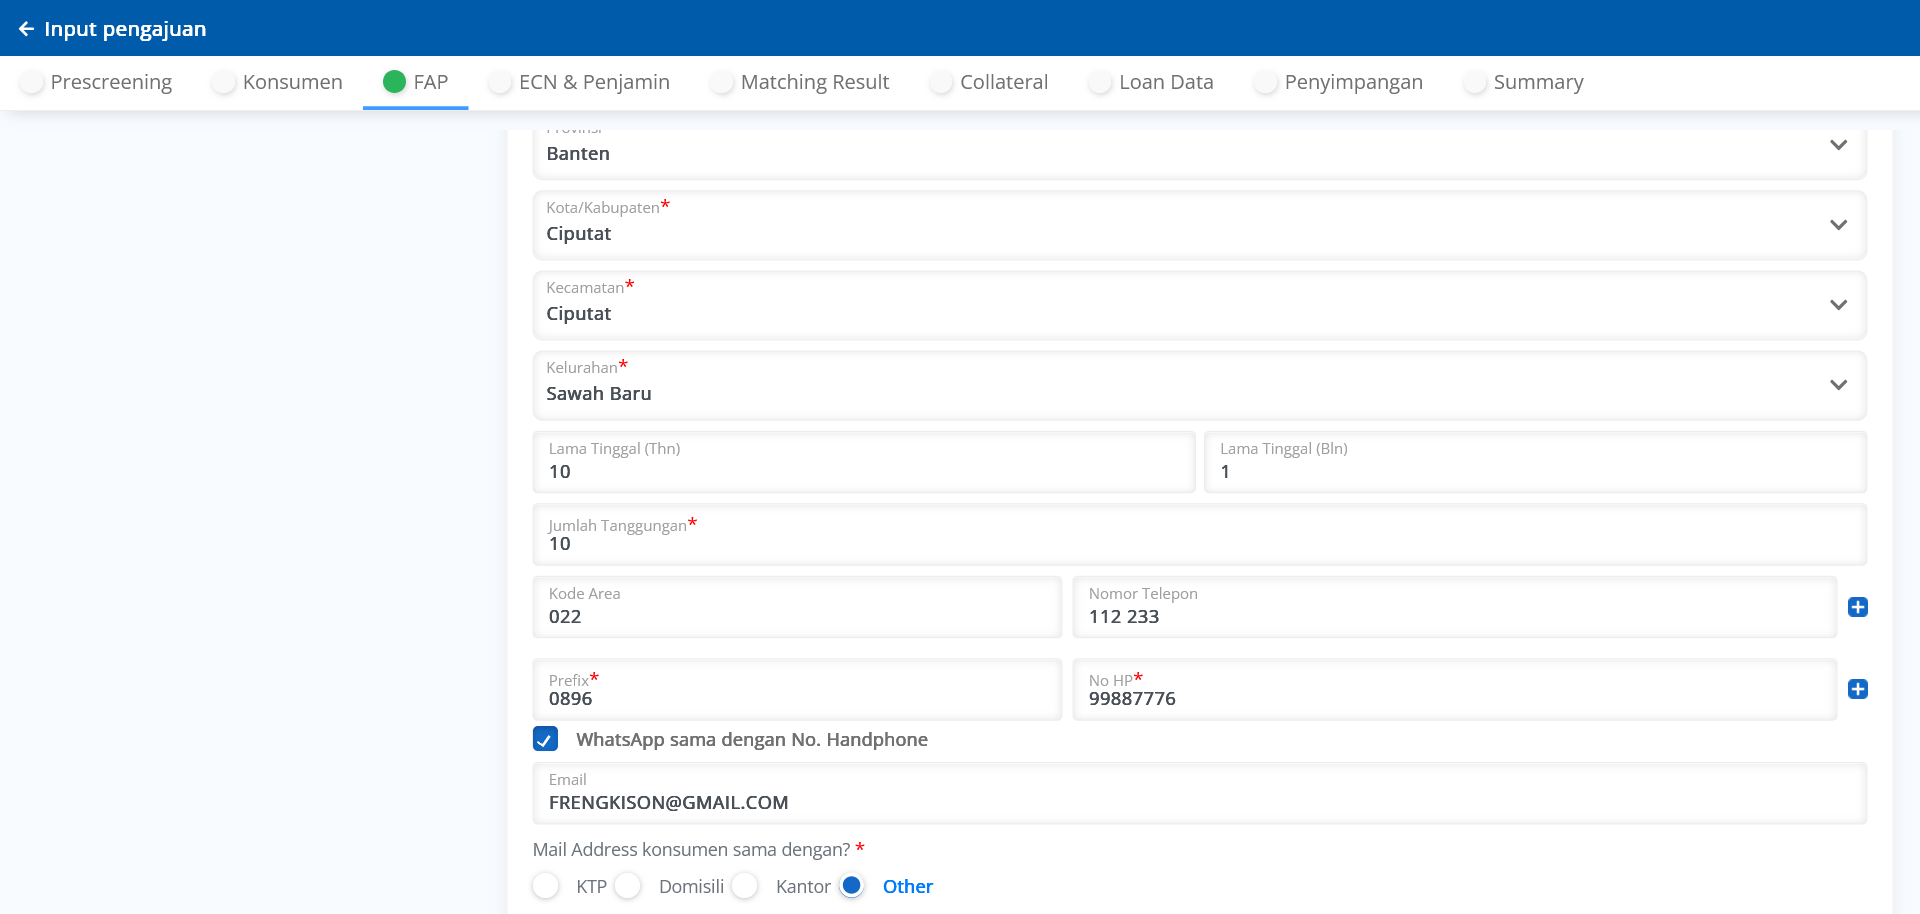 Input pengajuan
Prescreening Konsumen FAP ECN & Penjamin Matching Result Collateral Loan Data Penyimpangan Summary
Provinsi
Banten
Kota/Kabupaten*
Ciputat
Kecamatan*
Ciputat
Kelurahan*
Sawah Baru
Lama Tinggal (Thn) Lama Tinggal (Bln)
10 1
Jumlah Tanggungan*
10
Kode Area Nomor Telepon
022 112 233
Prefix* No HP*
0896 99887776
WhatsApp sama dengan No. Handphone
Email
FRENGKISON@GMAIL.COM
Mail Address konsumen sama dengan? *
KTP Domisili Kantor Other